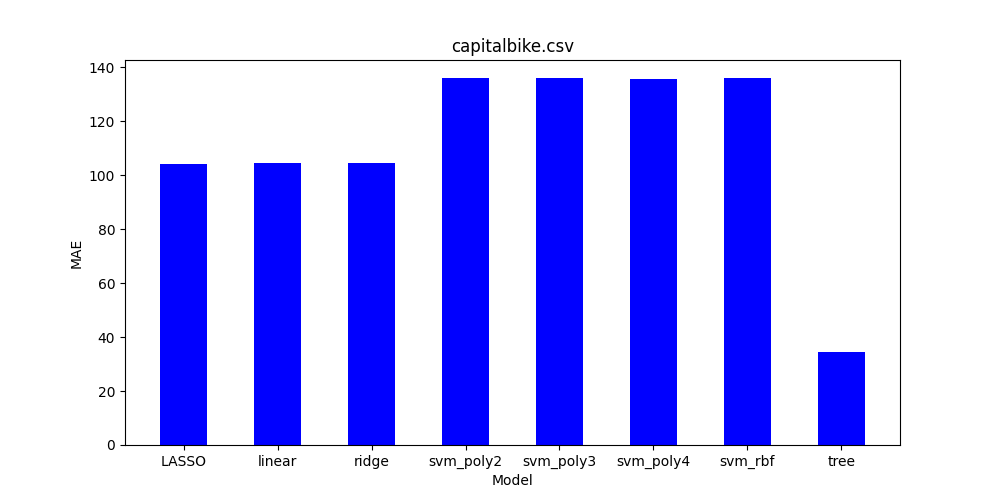 capitalbike.csv
MAE
140
120
100
80
60
40
20
0
LASSO linear ridge svm_poly2 svm_poly3 svm_poly4 svm_rbf tree
Model